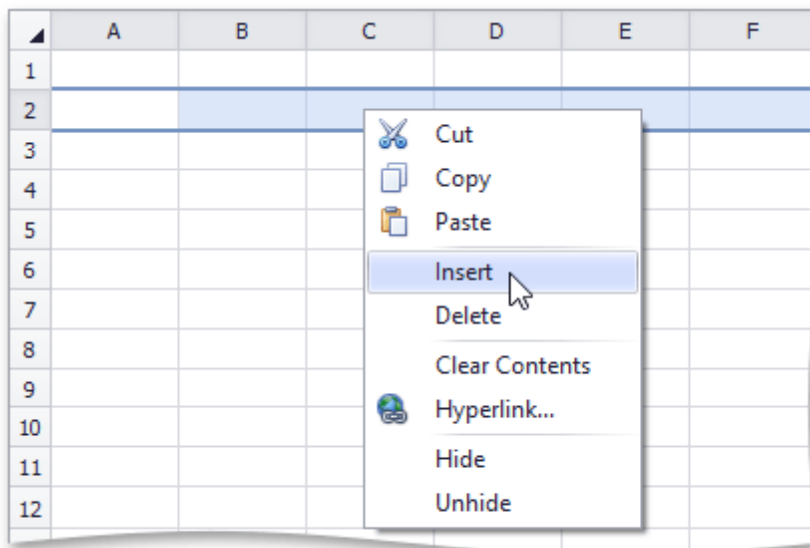 A B C D E F
1
2
3
4
5
6
7
8
9
10
11
12
Cut
Copy
Paste
Insert
Delete
Clear Contents
Hyperlink...
Hide
Unhide